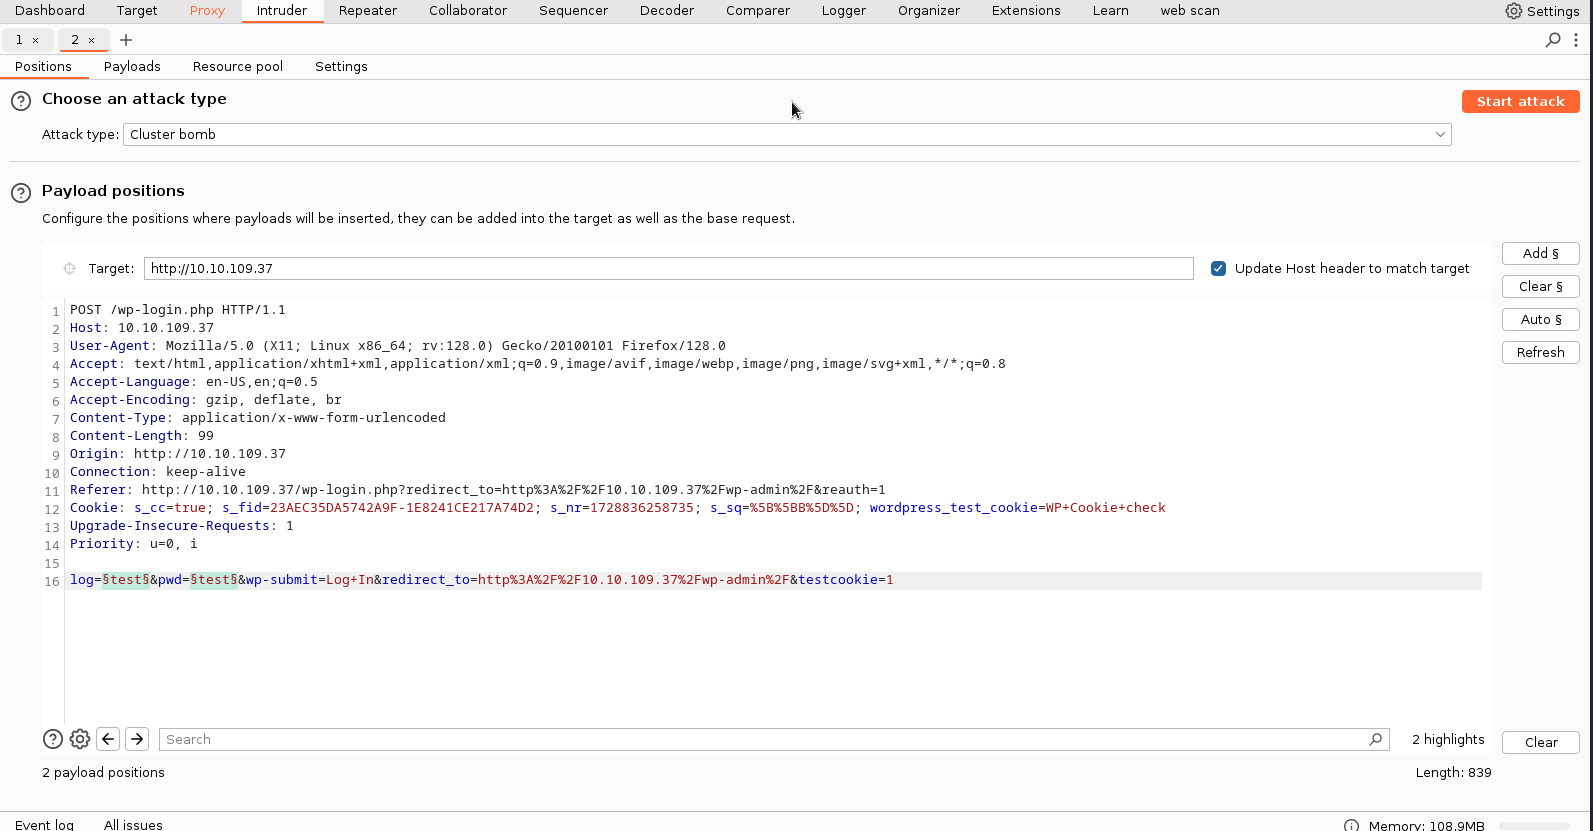 Dashboard Target Proxy Intruder Repeater Collaborator Sequencer Decoder Comparer Logger Organizer Extensions Learn web scan Settings
1 × 2 × +
Positions Payloads Resource pool Settings
? Choose an attack type Start attack
Attack type: Cluster bomb
? Payload positions
Configure the positions where payloads will be inserted, they can be added into the target as well as the base request.
Add §
Target: http://10.10.109.37 Update Host header to match target
Clear §
Auto §
Refresh
1 POST /wp-login.php HTTP/1.1
2 Host: 10.10.109.37
3 User-Agent: Mozilla/5.0 (X11; Linux x86_64; rv:128.0) Gecko/20100101 Firefox/128.0
4 Accept: text/html,application/xhtml+xml,application/xml;q=0.9,image/avif,image/webp,image/png,image/svg+xml,*/*;q=0.8
5 Accept-Language: en-US,en;q=0.5
6 Accept-Encoding: gzip, deflate, br
7 Content-Type: application/x-www-form-urlencoded
8 Content-Length: 99
9 Origin: http://10.10.109.37
10 Connection: keep-alive
11 Referer: http://10.10.109.37/wp-login.php?redirect_to=http%3A%2F%2F10.10.109.37%2Fwp-admin%2F&reauth=1
12 Cookie: s_cc=true; s_fid=23AEC35DA5742A9F-1E8241CE217A74D2; s_nr=1728836258735; s_sq=%5B%5BB%5D%5D; wordpress_test_cookie=WP+Cookie+check
13 Upgrade-Insecure-Requests: 1
14 Priority: u=0, i
15
16 log=§test§&pwd=§test§&wp-submit=Log+In&redirect_to=http%3A%2F%2F10.10.109.37%2Fwp-admin%2F&testcookie=1
? Search 2 highlights Clear
2 payload positions Length: 839
Event log All issues Memory: 108.9MB